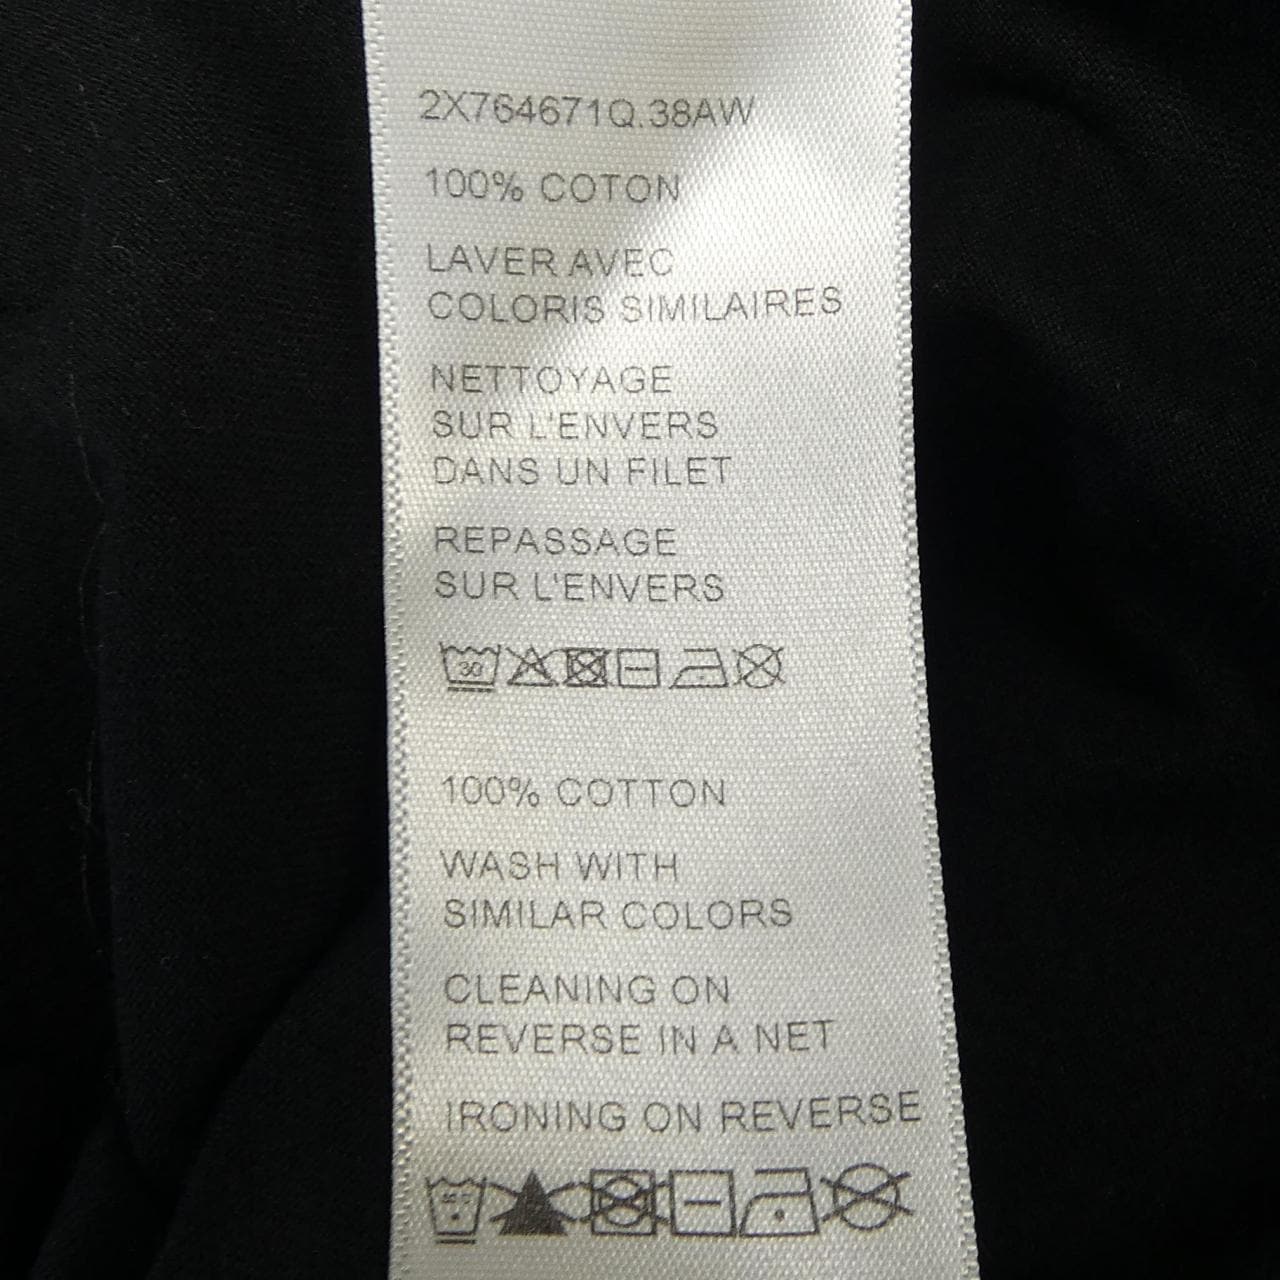 2X764671Q.38AW
100% COTON
LAVER AVEC
COLORIS SIMILAIRES
NETTOYAGE
SUR L'ENVERS
DANS UN FILET
REPASSAGE
SUR L'ENVERS
30
100% COTTON
WASH WITH
SIMILAR COLORS
CLEANING ON
REVERSE IN A NET
IRONING ON REVERSE